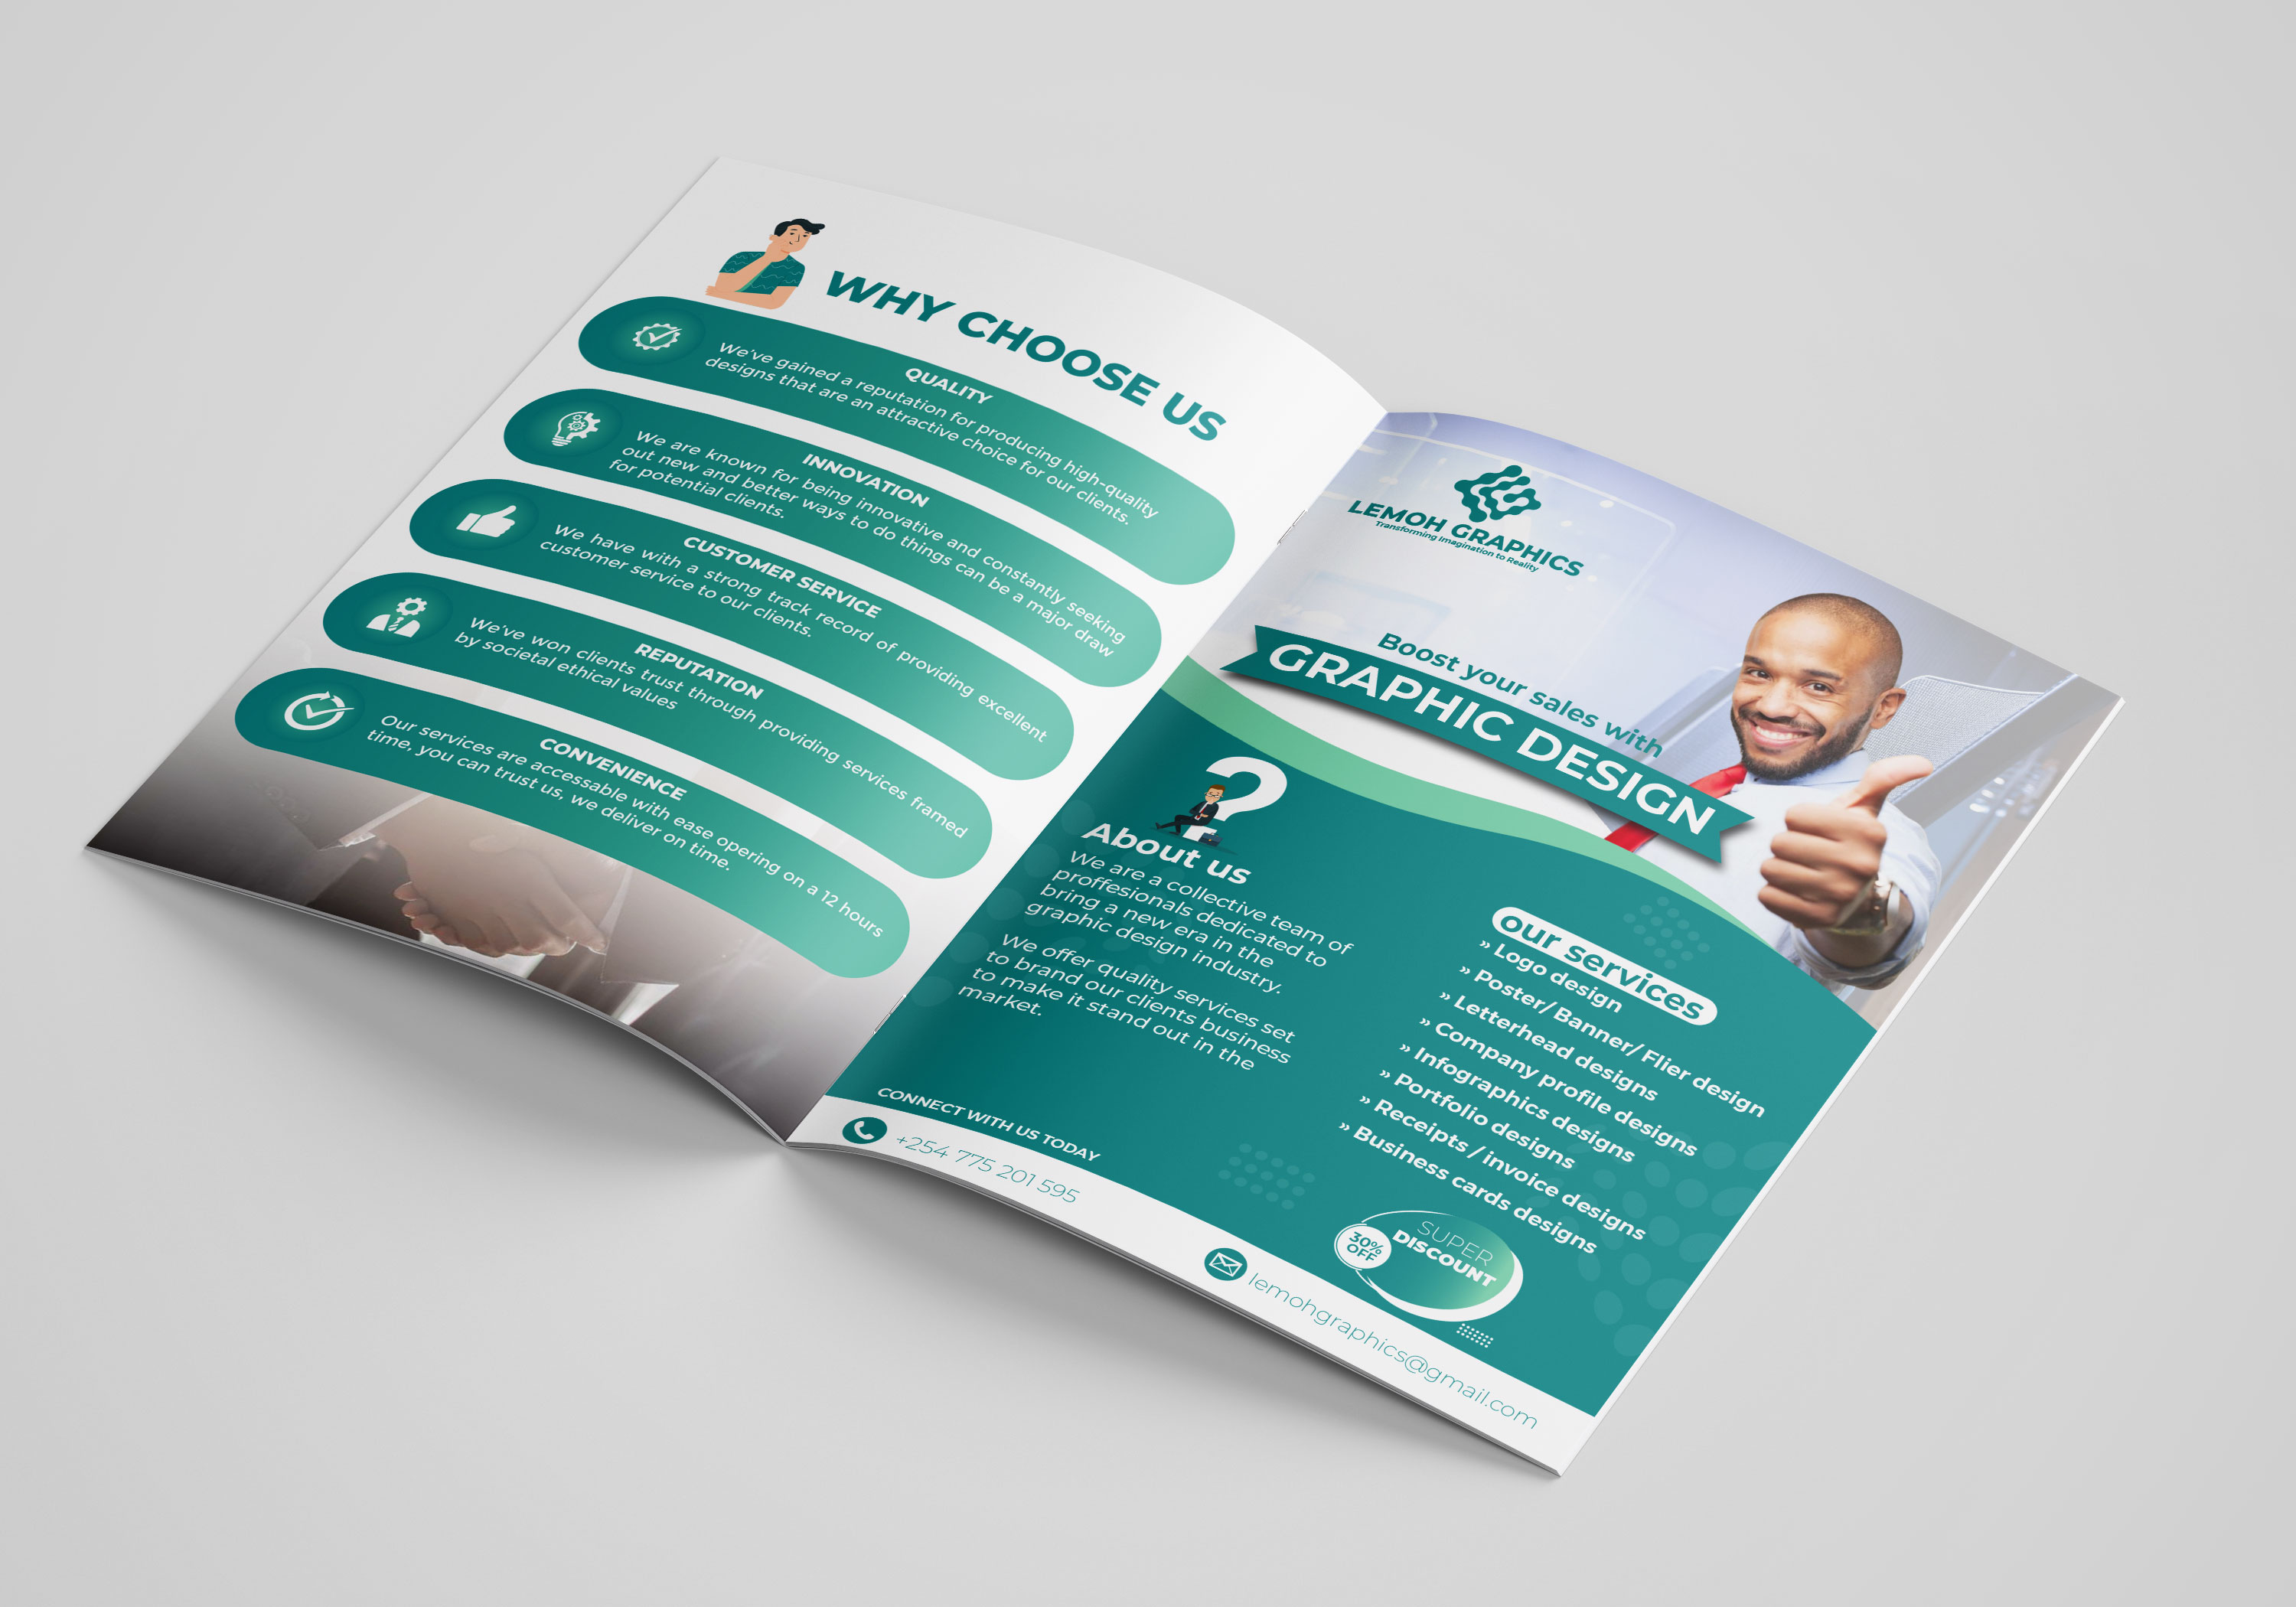 WHY CHOOSE US
QUALITY
We've gained a reputation for producing high-quality
designs that are an attractive choice for our clients.
INNOVATION
We are known for being innovative and constantly seeking
out new and better ways to do things can be a major draw
for potential clients.
CUSTOMER SERVICE
We have with a strong track record of providing excellent
customer service to our clients.
REPUTATION
We've won clients trust through providing services framed
by societal ethical values
CONVENIENCE
Our services are accessable with ease opering on a 12 hours
time, you can trust us, we deliver on time.
LEMOH GRAPHICS
Transforming Imagination to Reality
Boost your sales with
GRAPHIC DESIGN
?
About us
We are a collective team of
proffesionals dedicated to
bring a new era in the
graphic design industry.
We offer quality services set
to brand our clients business
to make it stand out in the
market.
our services
» Logo design
» Poster/Banner/Flier design
» Letterhead designs
» Company profile designs
» Infographics designs
» Portfolio designs
» Receipts / invoice designs
» Business cards designs
30%
OFF
SUPER
DISCOUNT
CONNECT WITH US TODAY
+254 775 201 595
lemohgraphics@gmail.com